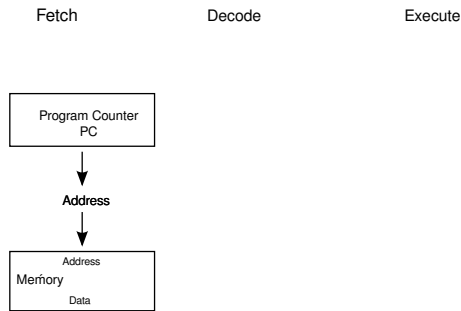 Fetch Decode Execute
Program Counter
PC
Address
Address
Memory
Data